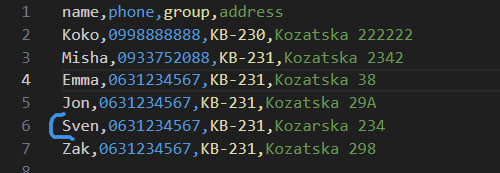 1 name,phone,group,address
2 Koko,0998888888,KB-230,Kozatska 222222
3 Misha,0933752088,KB-231,Kozatska 2342
4 Emma,0631234567,KB-231,Kozatska 38
5 Jon,0631234567,KB-231,Kozatska 29A
6 Sven,0631234567,KB-231,Kozarska 234
7 Zak,0631234567,KB-231,Kozatska 298
8